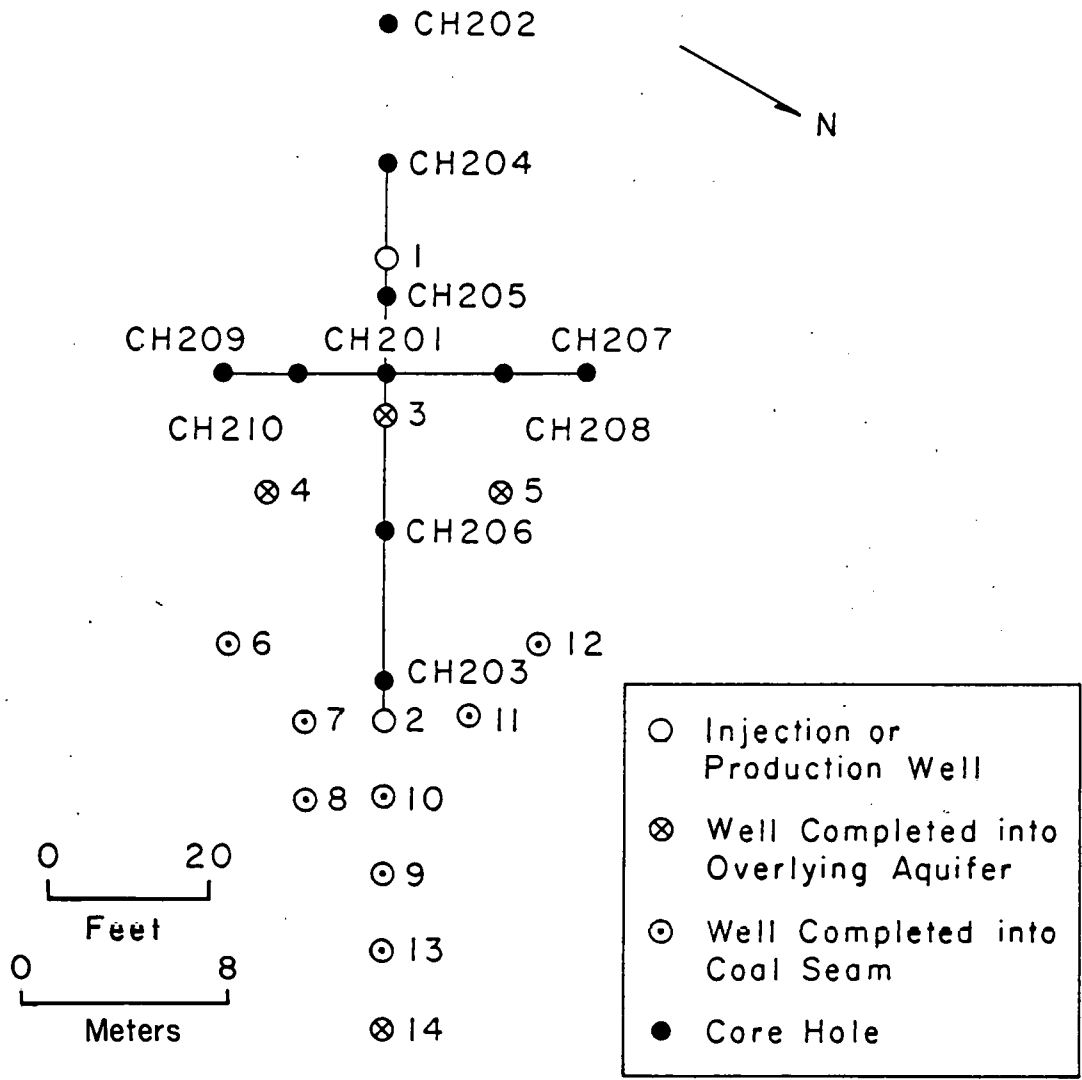 CH202
N
CH204
1
CH205
CH209 CH201 CH207
3
CH210 CH208
4 5
CH206
6 12
CH203
7 2 11
8 10
9
13
14
0 20
Feet
0 8
Meters
Injection or
Production Well
Well Completed into
Overlying Aquifer
Well Completed into
Coal Seam
Core Hole